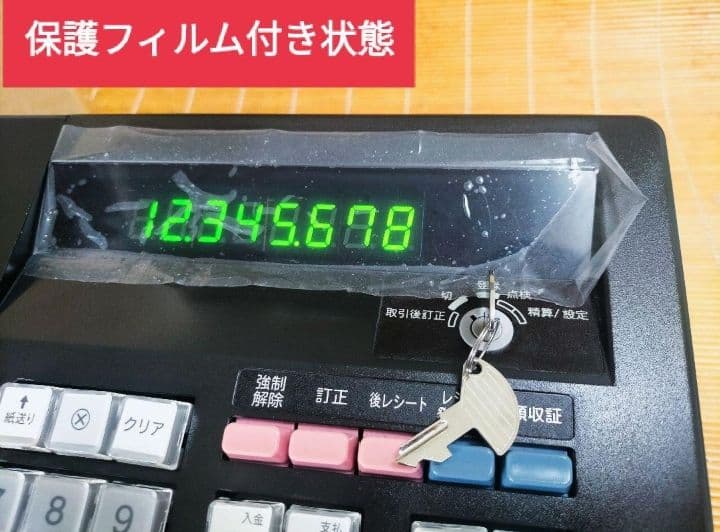 保護フィルム付き状態
12.345.678
切
点検
取引後訂正
精算/設定
強制
解除
訂正
後レシート
収証
↑
紙送り
ⓧ
クリア
7
8
9
入金
支払